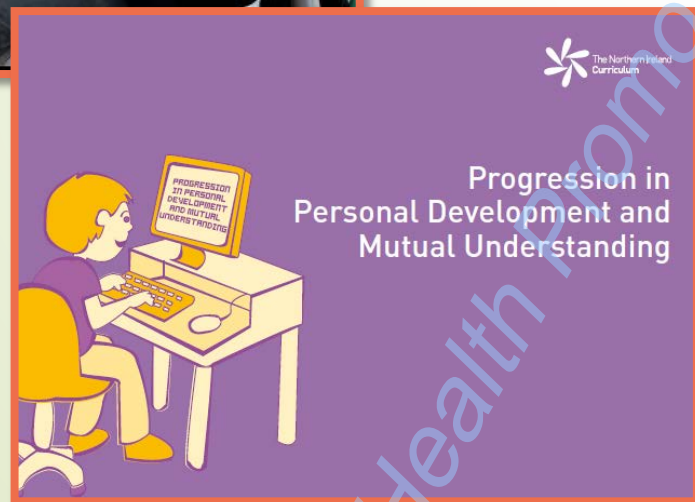 The Northern Ireland
Curriculum
Progression in
Personal Development and
Mutual Understanding
PROGRESSION
IN PERSONAL
DEVELOPMENT
AND MUTUAL
UNDERSTANDING
Health Promo